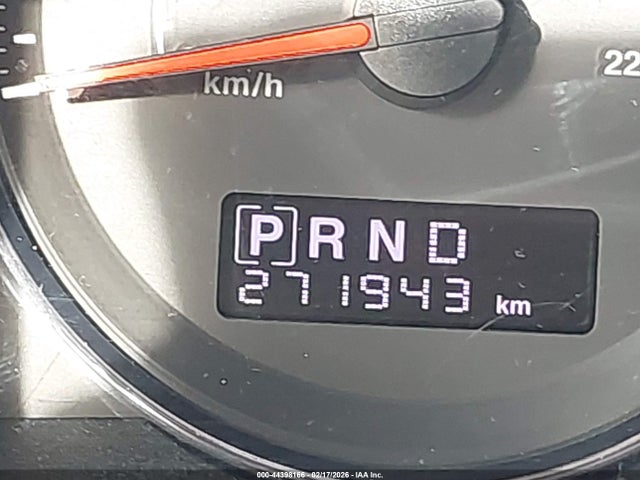 km/h
22
[P] R N D
271943 km
000-44398166 - 02/17/2026 - IAA Inc.